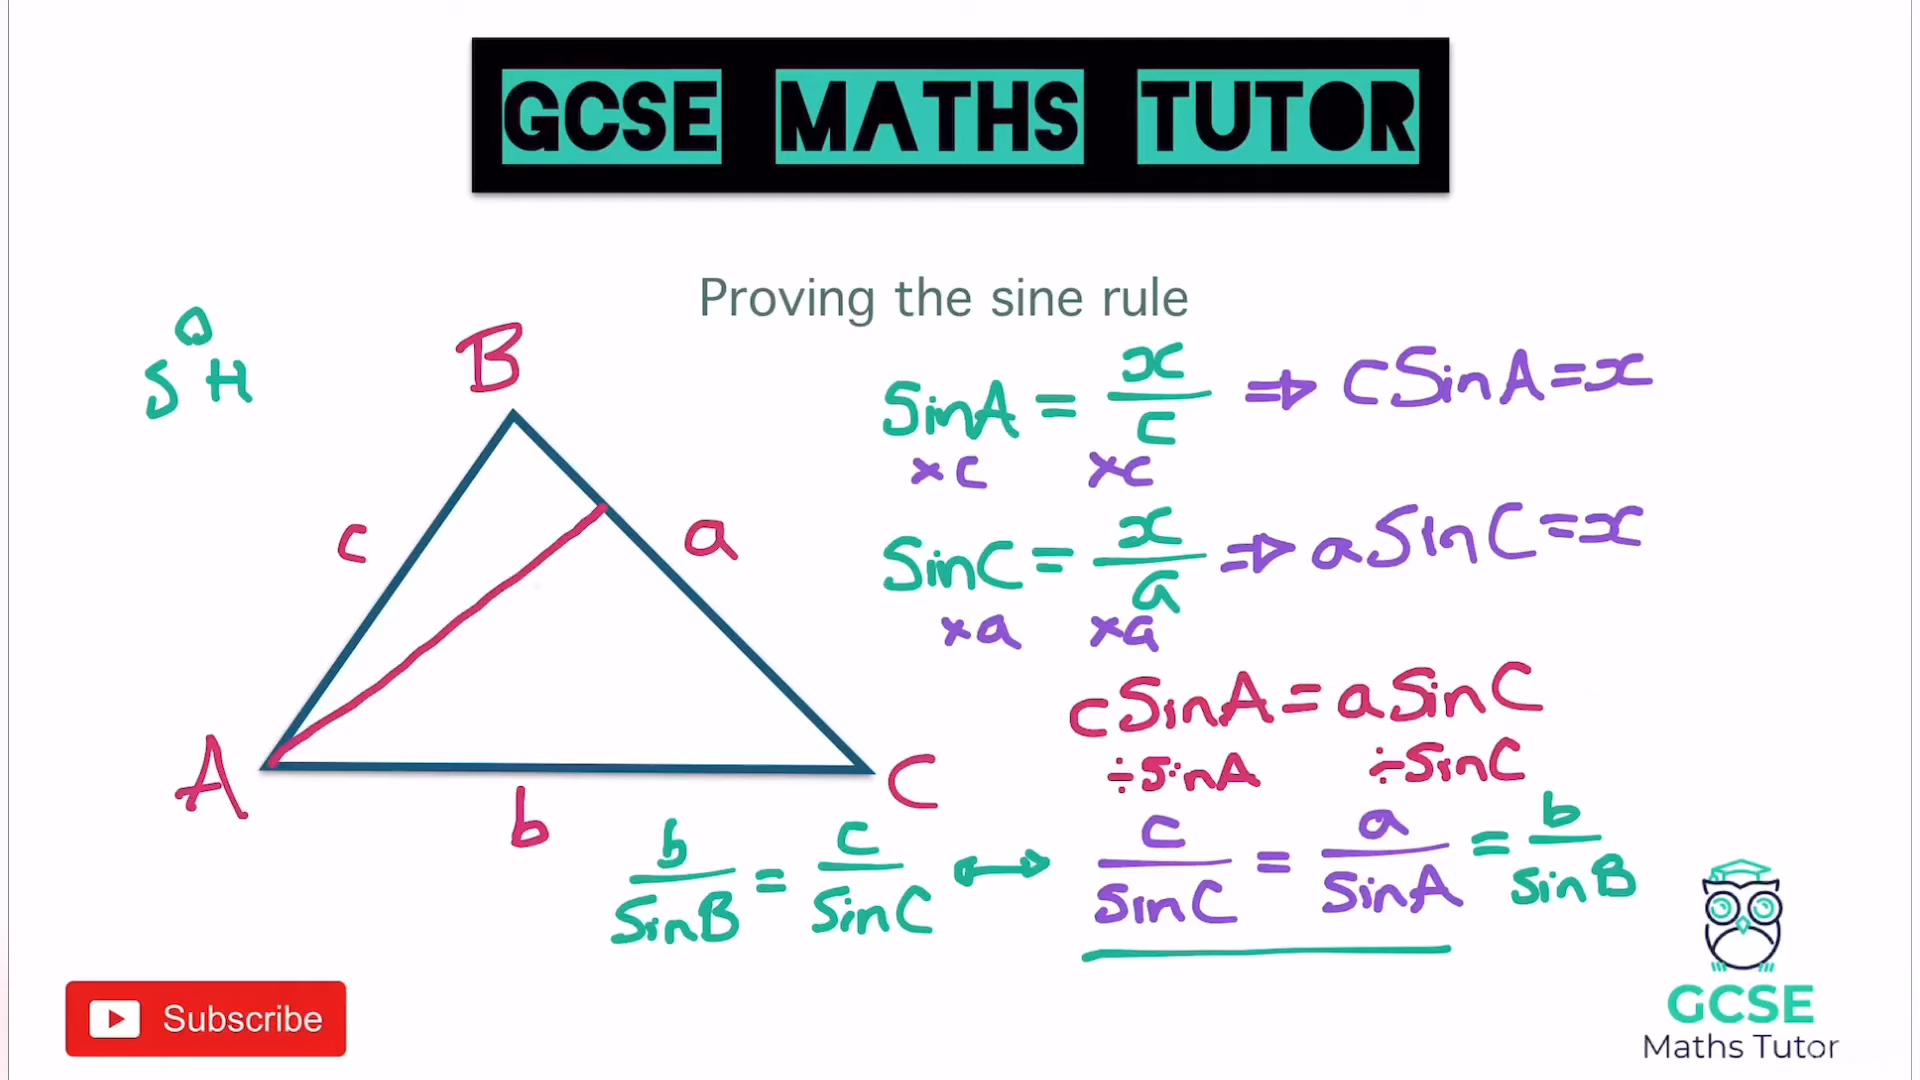 GCSE MATHS TUTOR
Proving the sine rule
O
S H
B
c
a
A
b
C
SinA = x/c ⇒ cSinA = x
×c ×c
SinC = x/a ⇒ aSinC = x
×a ×a
cSinA = aSinC
÷SinA ÷SinC
b/SinB = c/SinC ↔ c/SinC = a/SinA = b/SinB
Subscribe
GCSE
Maths Tutor